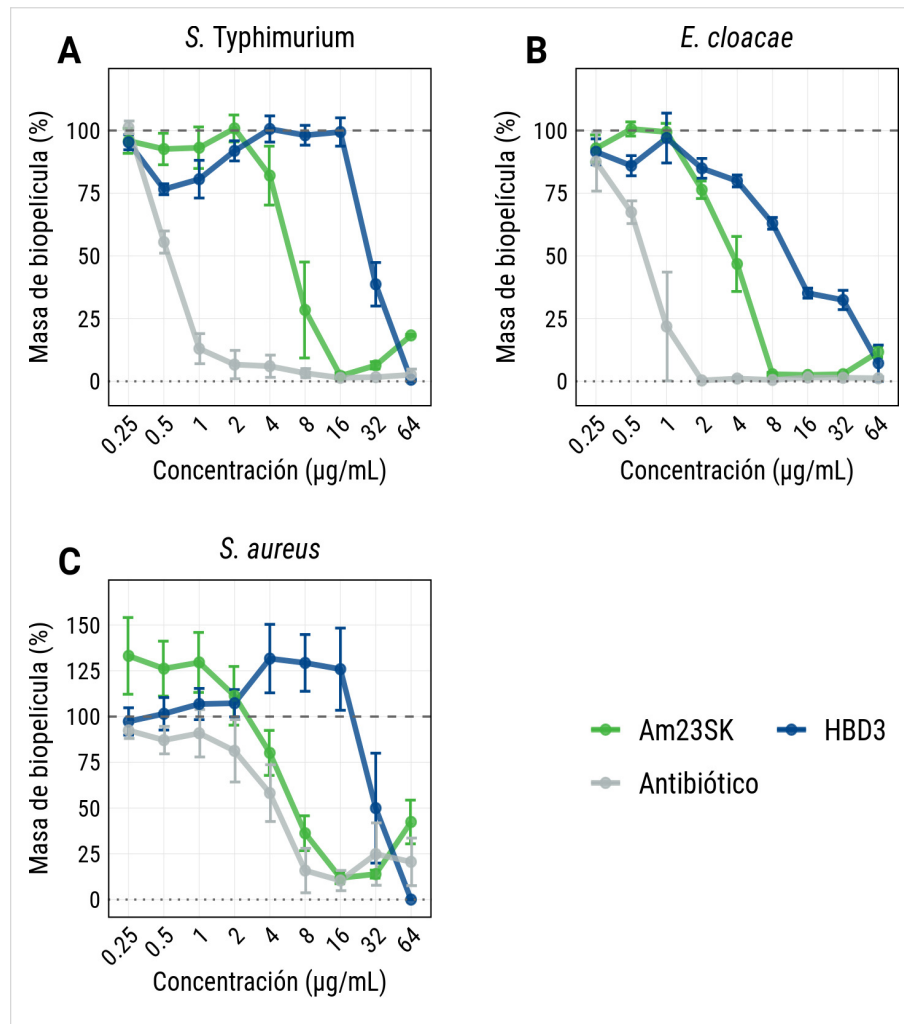 A
S. Typhimurium
Masa de biopelícula (%)
100
75
50
25
0
0.25 0.5 1 2 4 8 16 32 64
Concentración (µg/mL)
B
E. cloacae
Masa de biopelícula (%)
100
75
50
25
0
0.25 0.5 1 2 4 8 16 32 64
Concentración (µg/mL)
C
S. aureus
Masa de biopelícula (%)
150
125
100
75
50
25
0
0.25 0.5 1 2 4 8 16 32 64
Concentración (µg/mL)
Am23SK HBD3
Antibiótico